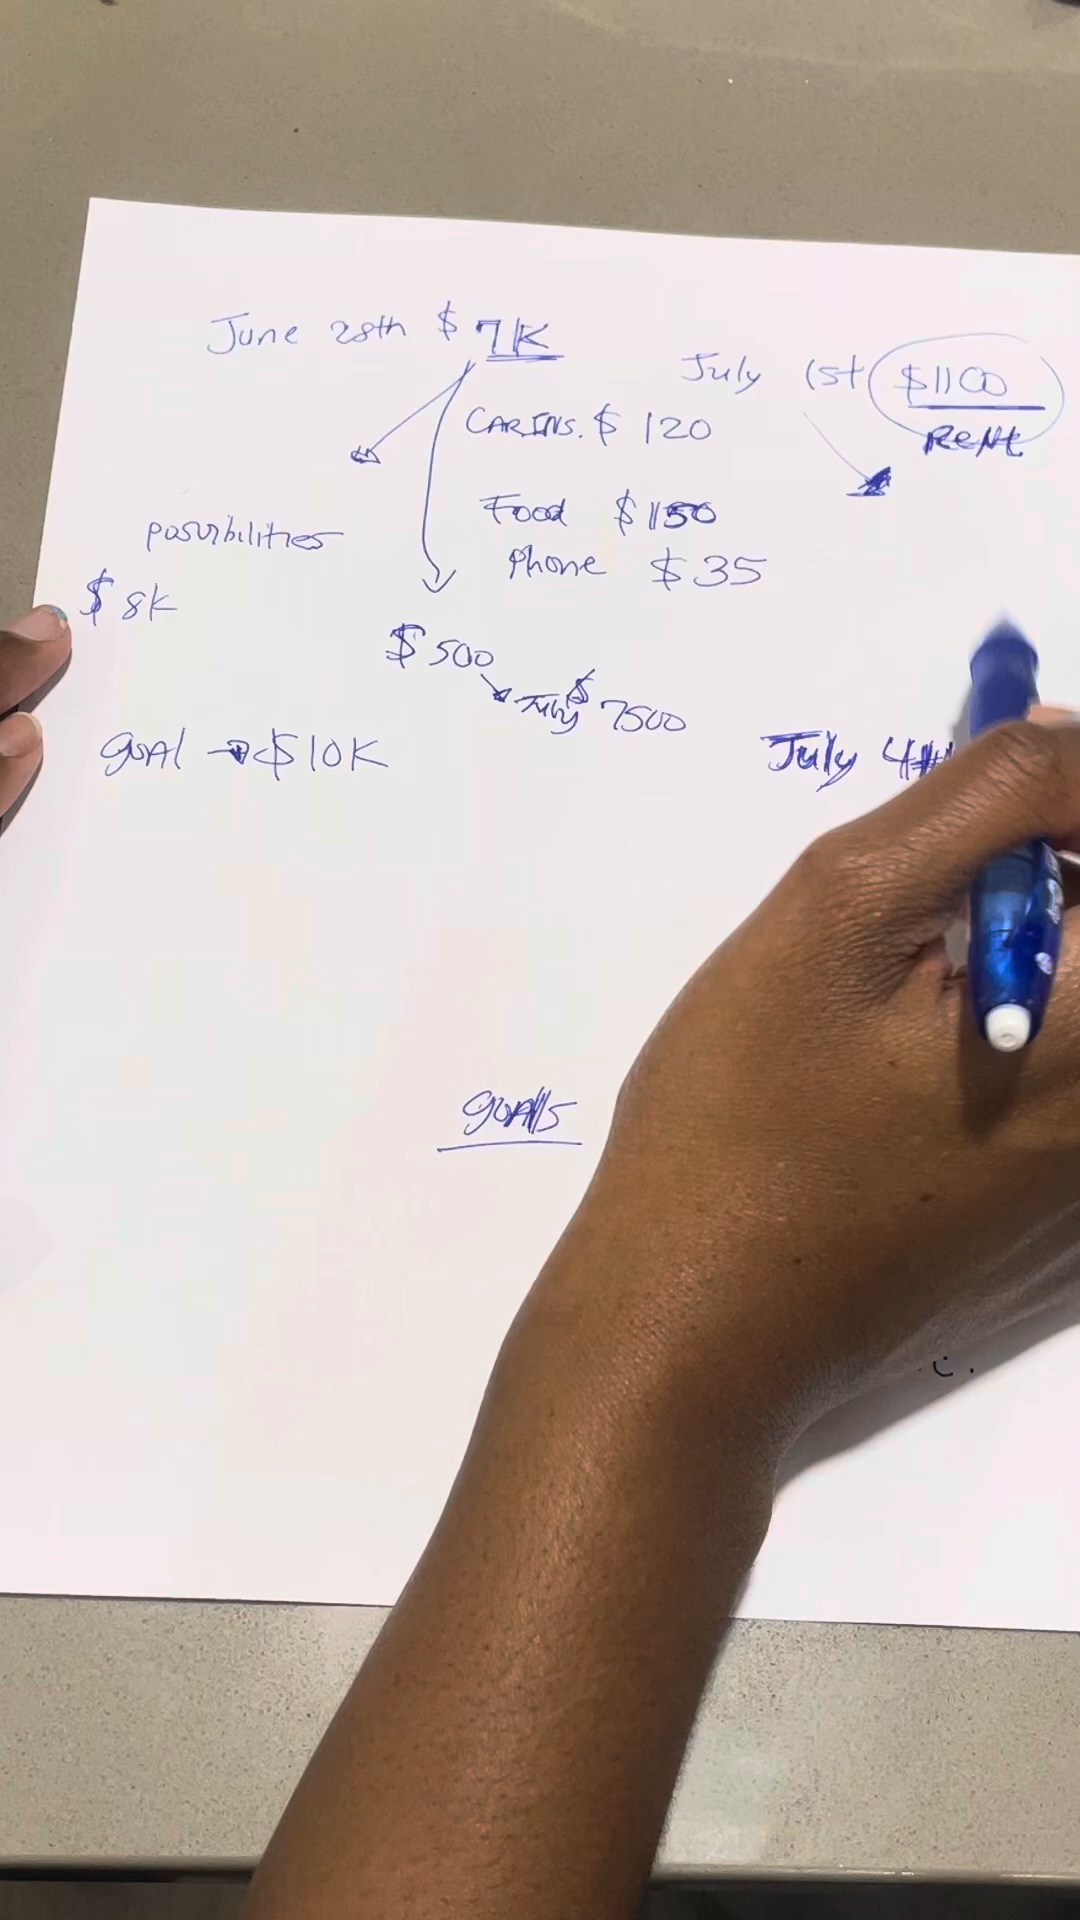 June 28th $ 7K
July 1st $1100
Rent
CAR INS. $ 120
Food $ 150
Phone $ 35
possibilities
$ 8K
$ 500
July $ 7500
goAl → $10K
July 4th
goAls